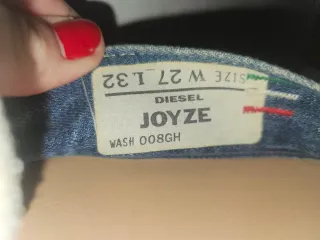 SIZE W 27 L 32
DIESEL
JOYZE
WASH 008GH